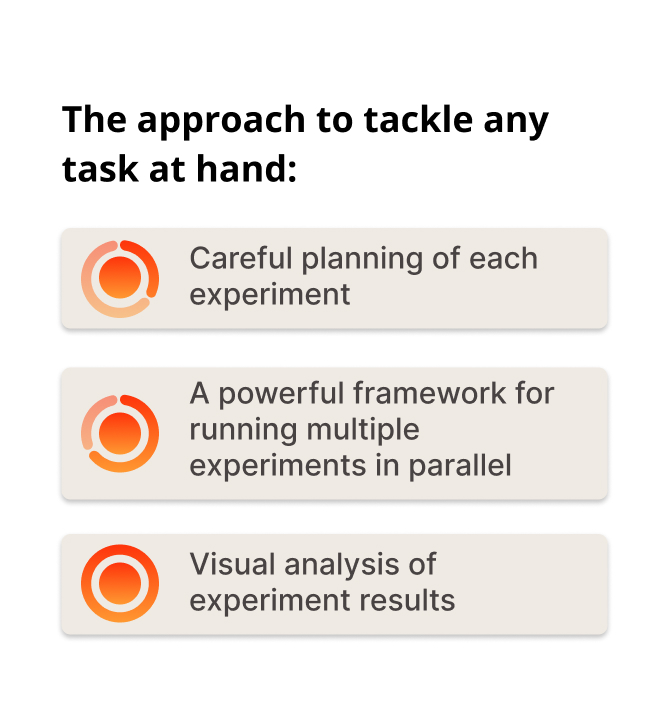 The approach to tackle any
task at hand:
Careful planning of each
experiment
A powerful framework for
running multiple
experiments in parallel
Visual analysis of
experiment results